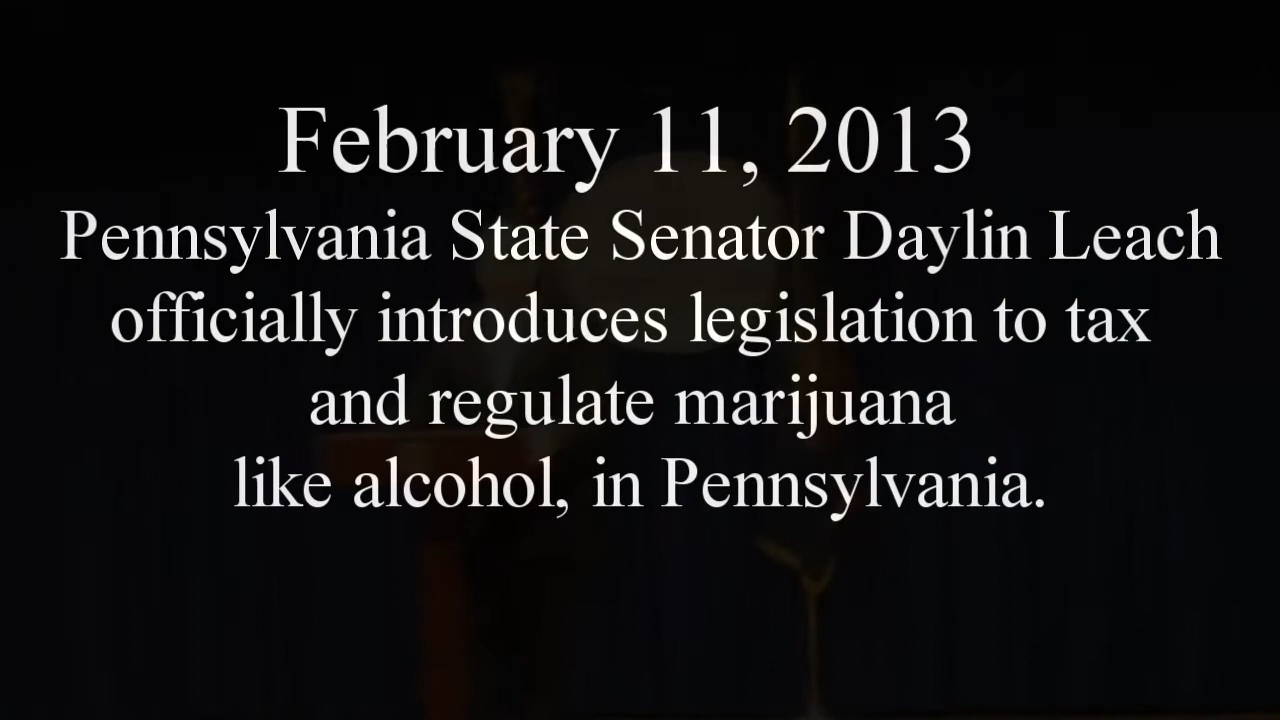 February 11, 2013
Pennsylvania State Senator Daylin Leach
officially introduces legislation to tax
and regulate marijuana
like alcohol, in Pennsylvania.